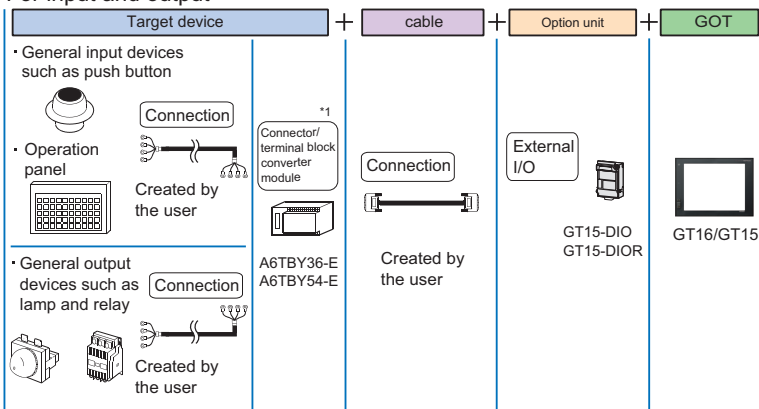 For input and output
Target device
+
cable
+
Option unit
+
GOT
・General input devices
such as push button
Connection
・Operation
panel
Created by
the user
*1
Connector/
terminal block
converter
module
A6TBY36-E
A6TBY54-E
Connection
Created by
the user
External
I/O
GT15-DIO
GT15-DIOR
GT16/GT15
・General output
devices such as
lamp and relay
Connection
Created by
the user